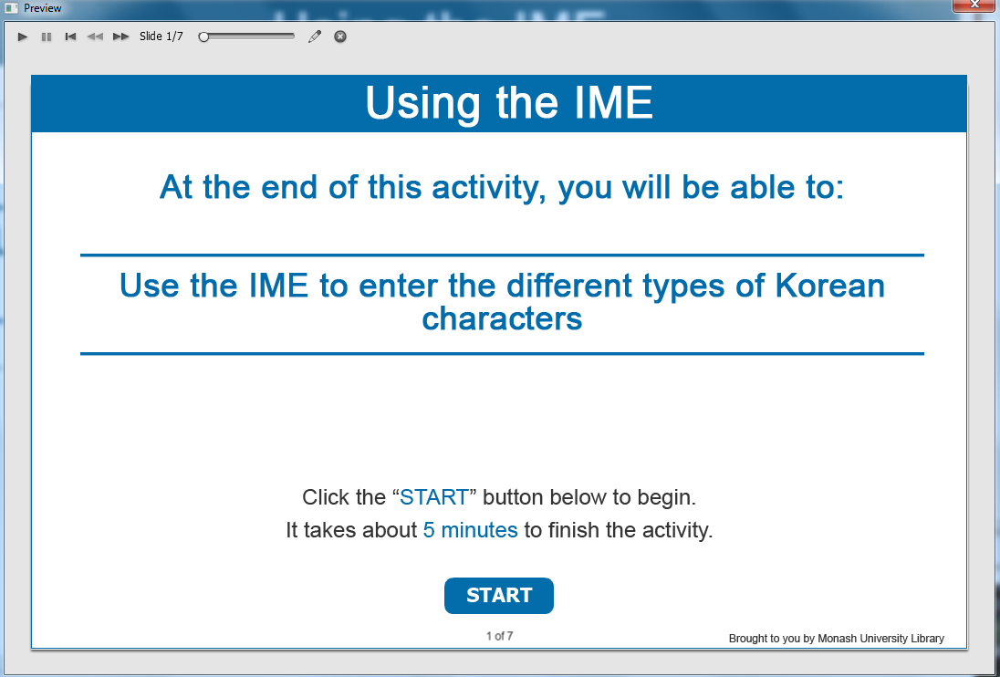 Preview
Slide 1/7
Using the IME
At the end of this activity, you will be able to:
Use the IME to enter the different types of Korean
characters
Click the “START” button below to begin.
It takes about 5 minutes to finish the activity.
START
1 of 7
Brought to you by Monash University Library